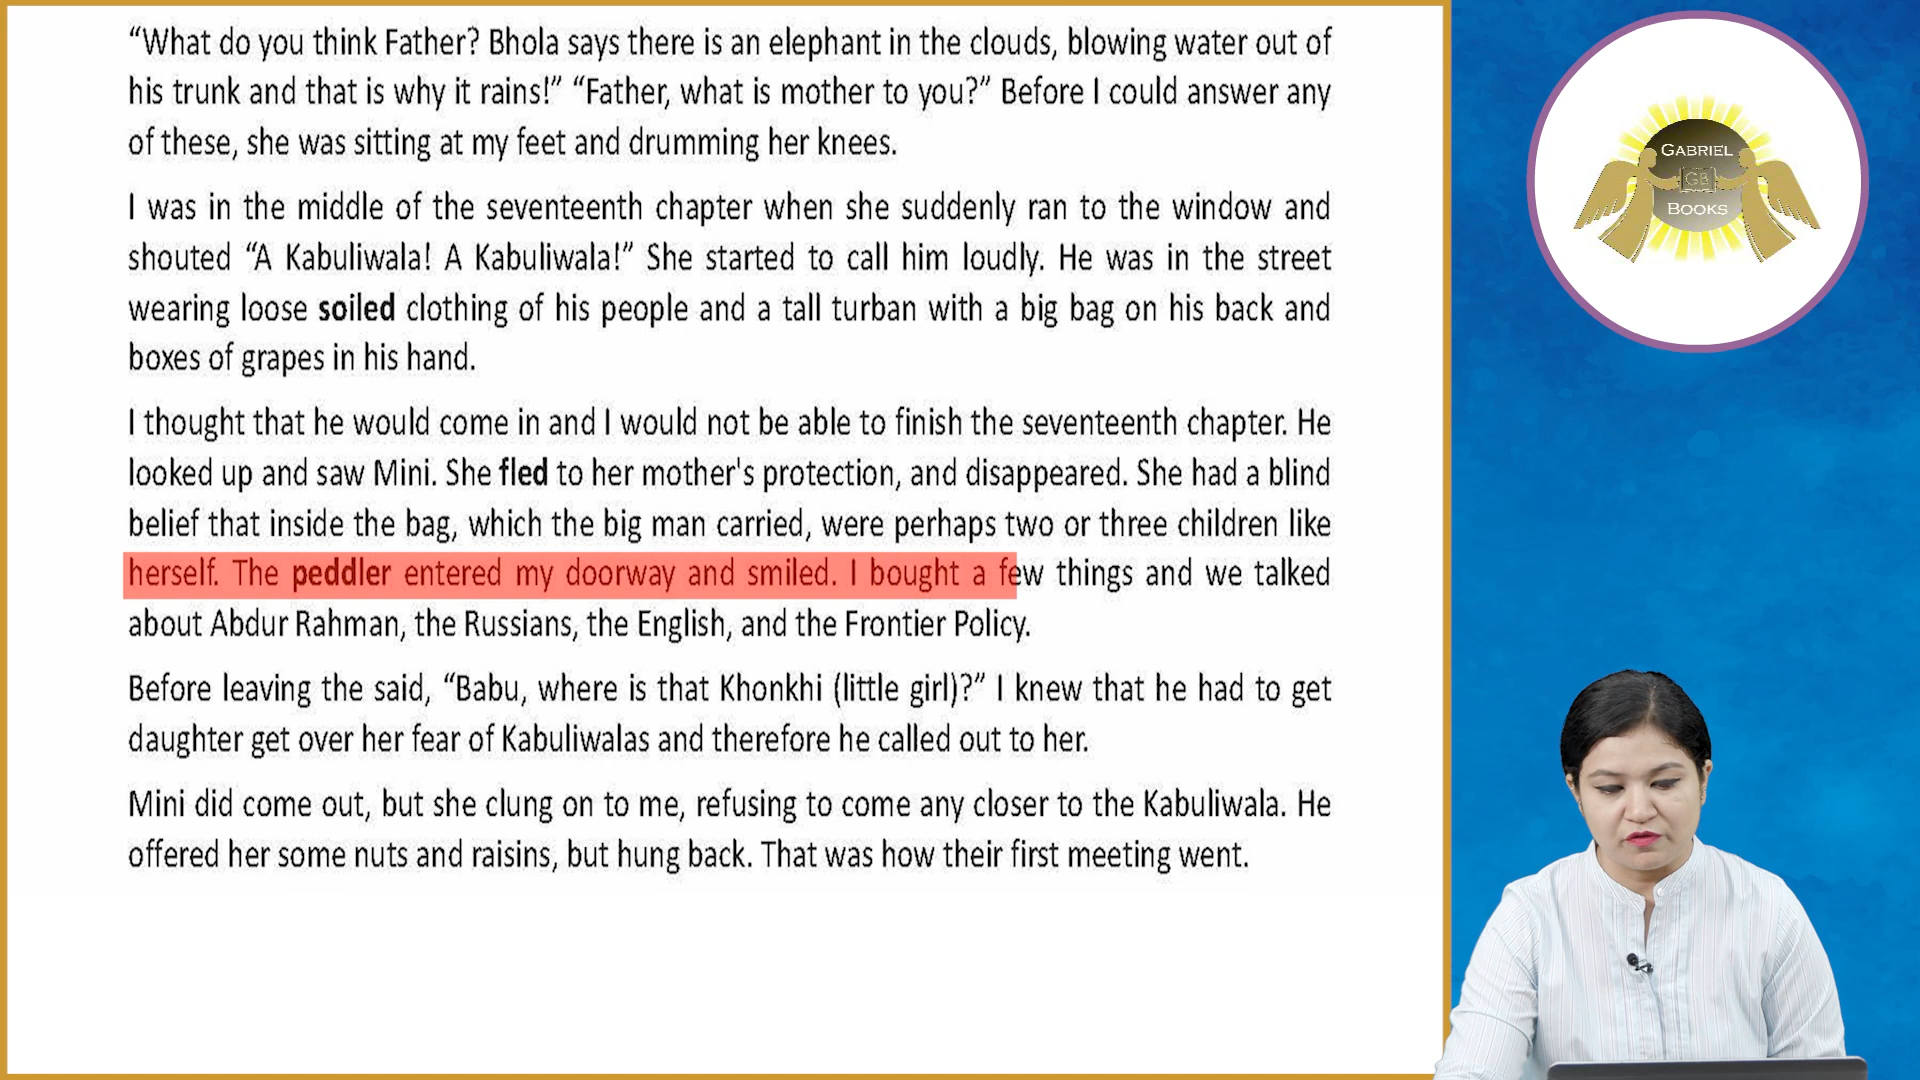 “What do you think Father? Bhola says there is an elephant in the clouds, blowing water out of
his trunk and that is why it rains!” “Father, what is mother to you?” Before I could answer any
of these, she was sitting at my feet and drumming her knees.
I was in the middle of the seventeenth chapter when she suddenly ran to the window and
shouted “A Kabuliwala! A Kabuliwala!” She started to call him loudly. He was in the street
wearing loose soiled clothing of his people and a tall turban with a big bag on his back and
boxes of grapes in his hand.
I thought that he would come in and I would not be able to finish the seventeenth chapter. He
looked up and saw Mini. She fled to her mother's protection, and disappeared. She had a blind
belief that inside the bag, which the big man carried, were perhaps two or three children like
herself. The peddler entered my doorway and smiled. I bought a few things and we talked
about Abdur Rahman, the Russians, the English, and the Frontier Policy.
Before leaving the said, “Babu, where is that Khonkhi (little girl)?” I knew that he had to get
daughter get over her fear of Kabuliwalas and therefore he called out to her.
Mini did come out, but she clung on to me, refusing to come any closer to the Kabuliwala. He
offered her some nuts and raisins, but hung back. That was how their first meeting went.
GABRIEL
GB
BOOKS